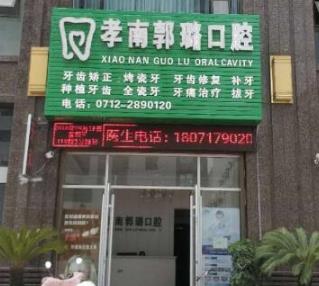 孝南郭璐口腔
XIAO NAN GUO LU ORALCAVITY
牙齿矫正 烤瓷牙 牙齿修复 补牙
种植牙齿 全瓷牙 牙痛治疗 拔牙
电话：0712-2890120
医生电话：18071179020
孝南郭璐口腔